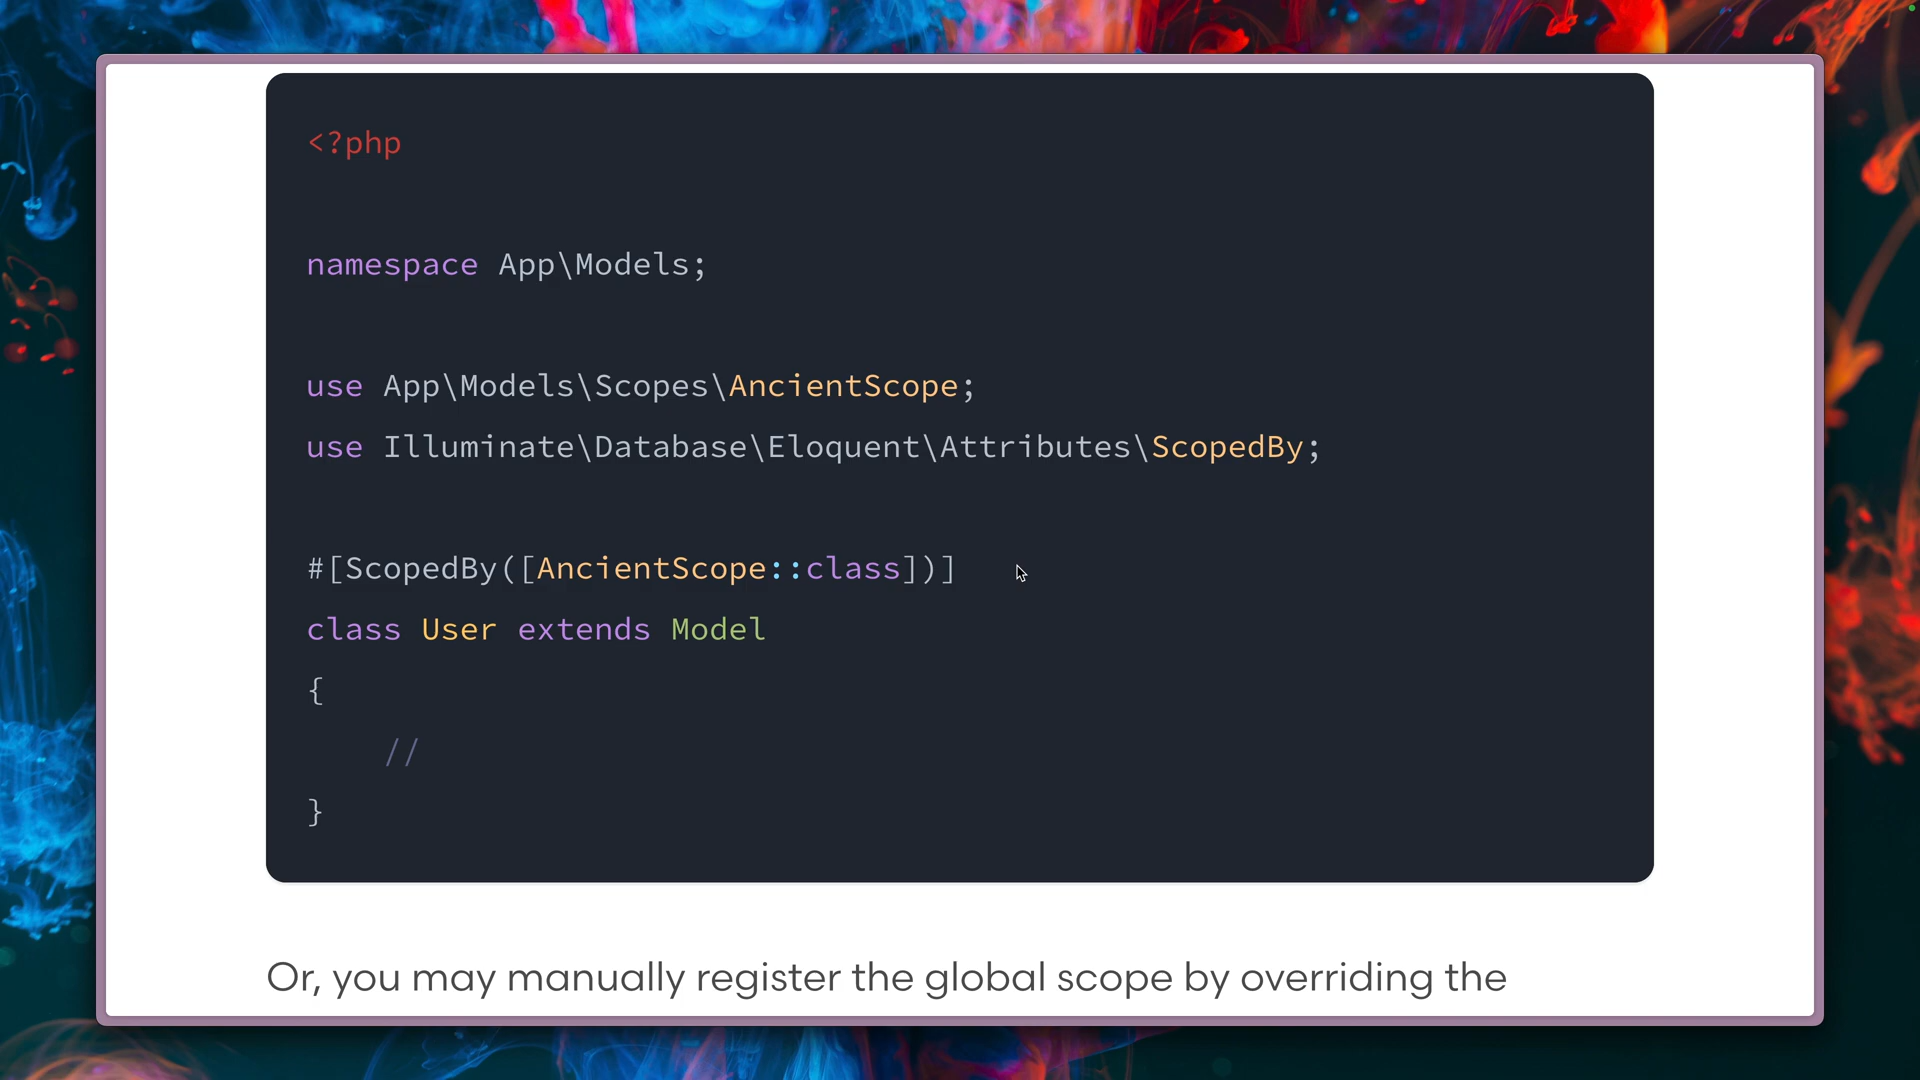 <?php
namespace App\Models;
use App\Models\Scopes\AncientScope;
use Illuminate\Database\Eloquent\Attributes\ScopedBy;
#[ScopedBy([AncientScope::class])]
class User extends Model
{
    //
}
Or, you may manually register the global scope by overriding the